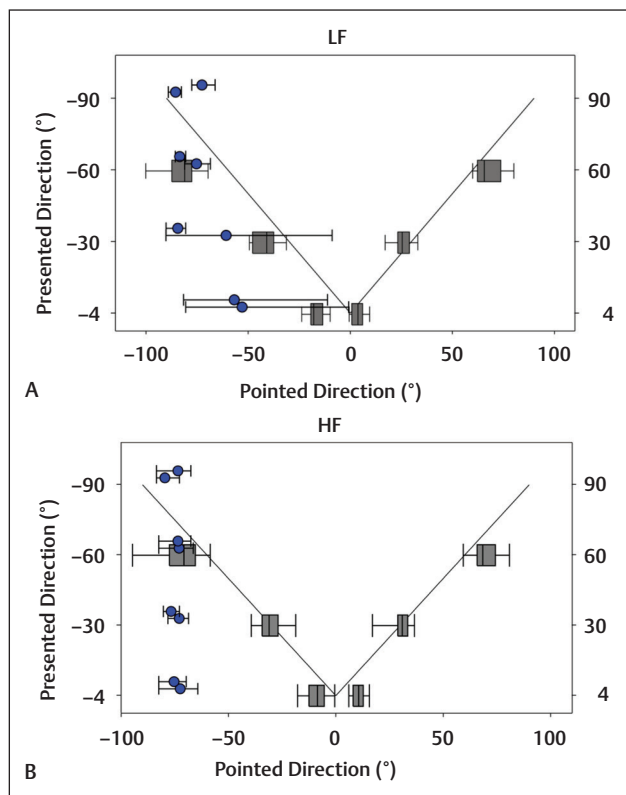 LF
Presented Direction (°)
−90 90
−60 60
−30 30
−4 4
−100 −50 0 50 100
A Pointed Direction (°)
HF
Presented Direction (°)
−90 90
−60 60
−30 30
−4 4
−100 −50 0 50 100
B Pointed Direction (°)